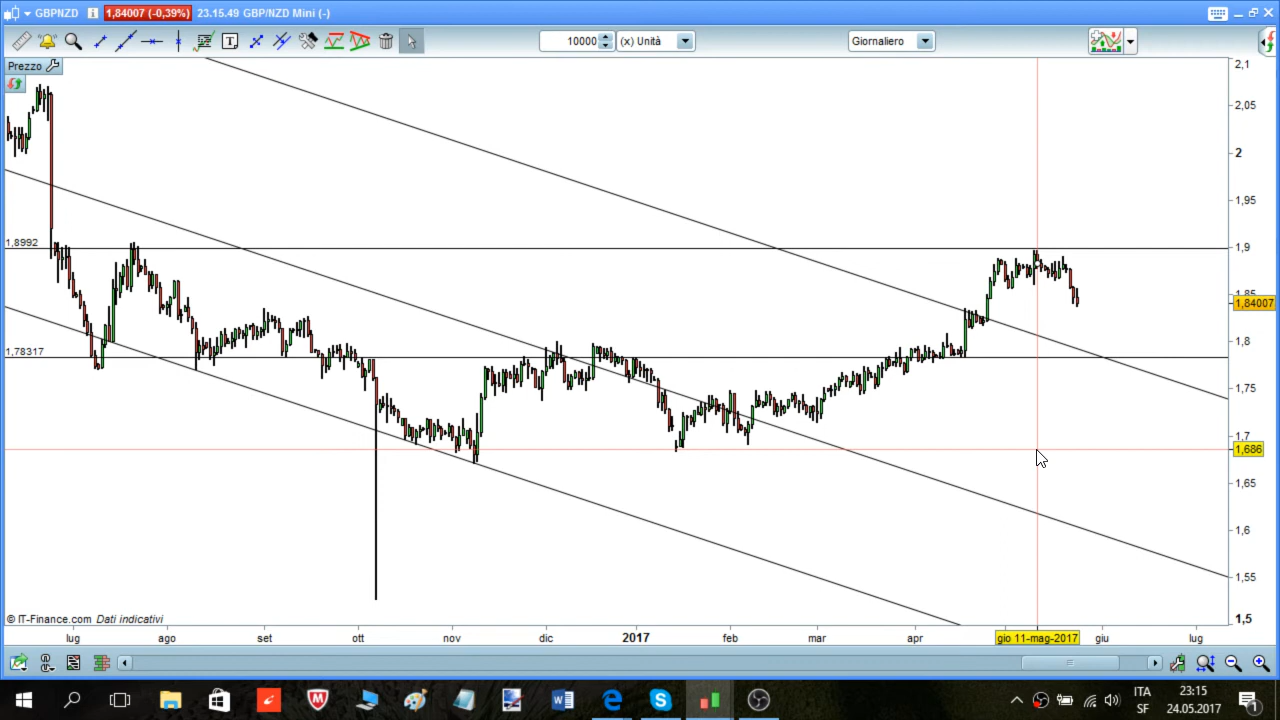 GBPNZD 1,84007 (-0,39%) 23.15.49 GBP/NZD Mini (-)
10000 (x) Unità Giornaliero
Prezzo
2,1
2,05
2
1,95
1,8992
1,9
1,85
1,84007
1,8
1,78317
1,75
1,7
1,686
1,65
1,6
1,55
1,5
© IT-Finance.com Dati indicativi
lug ago set ott nov dic 2017 feb mar apr gio 11-mag-2017 giu lug
ITA 23:15
SF 24.05.2017
1